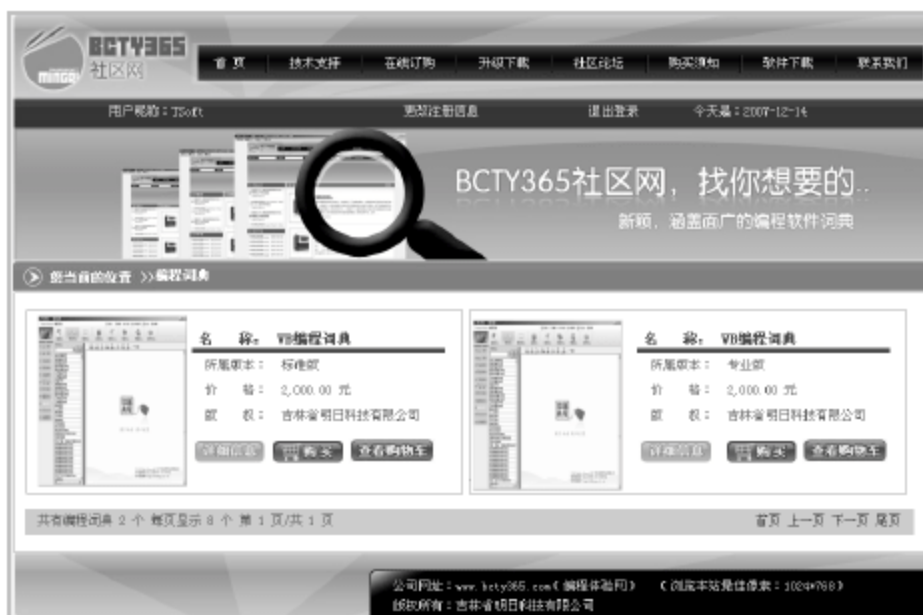 BCTY365
社区网
MINGRI
首 页 技术支持 在线订购 升级下载 社区论坛 购买须知 软件下载 联系我们
用户昵称：TSoft 更改注册信息 退出登录 今天是：2007-12-14
BCTY365社区网，找你想要的..
新颖，涵盖面广的编程软件词典
您当前的位置 >>编程词典
名 称： VB编程词典
所属版本： 标准版
价 格： 2,000.00 元
版 权： 吉林省明日科技有限公司
详细信息 购买 查看购物车
名 称： VB编程词典
所属版本： 专业版
价 格： 2,000.00 元
版 权： 吉林省明日科技有限公司
详细信息 购买 查看购物车
共有编程词典 2 个 每页显示 8 个 第 1 页/共 1 页 首页 上一页 下一页 尾页
公司网址：www.bcty365.com( 编程体验网) ( 浏览本站最佳像素：1024*768)
版权所有：吉林省明日科技有限公司